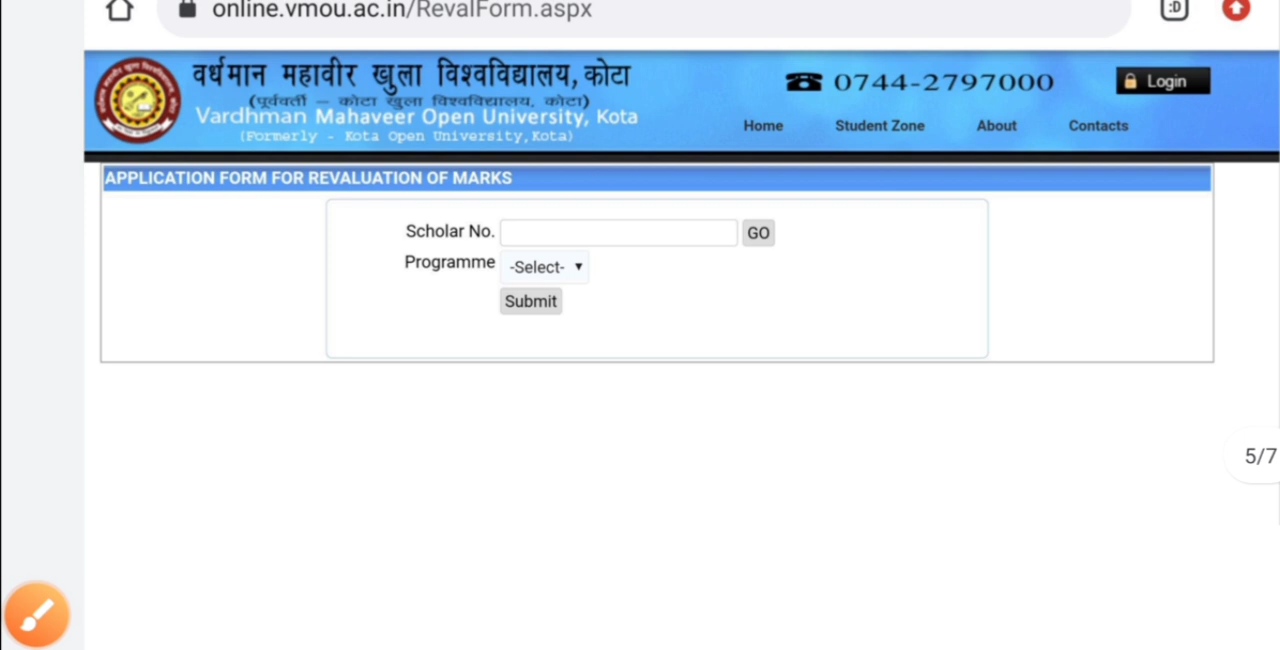 online.vmou.ac.in/RevalForm.aspx
:D
वर्धमान महावीर खुला विश्वविद्यालय, कोटा
(पूर्ववर्ती – कोटा खुला विश्वविद्यालय, कोटा)
Vardhman Mahaveer Open University, Kota
(Formerly - Kota Open University,Kota)
0744-2797000
Login
Home Student Zone About Contacts
APPLICATION FORM FOR REVALUATION OF MARKS
Scholar No. GO
Programme -Select-
Submit
5/7